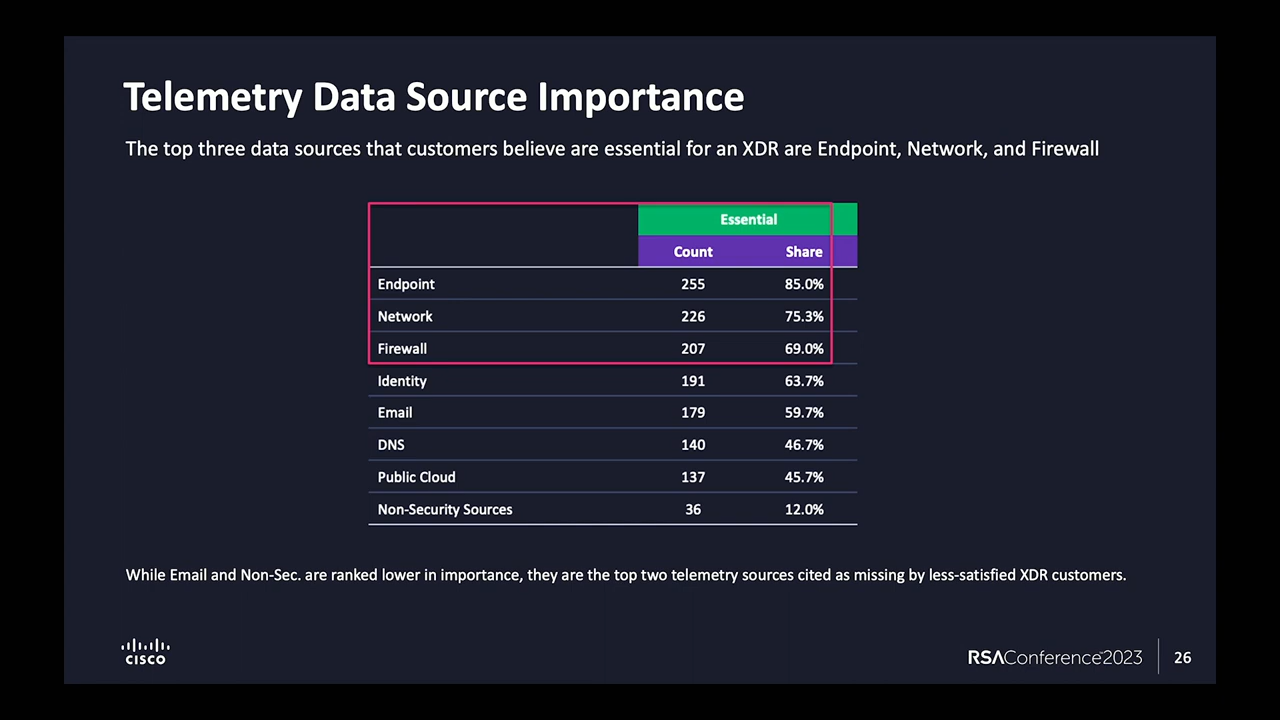 Telemetry Data Source Importance
The top three data sources that customers believe are essential for an XDR are Endpoint, Network, and Firewall
Essential
Count Share
Endpoint 255 85.0%
Network 226 75.3%
Firewall 207 69.0%
Identity 191 63.7%
Email 179 59.7%
DNS 140 46.7%
Public Cloud 137 45.7%
Non-Security Sources 36 12.0%
While Email and Non-Sec. are ranked lower in importance, they are the top two telemetry sources cited as missing by less-satisfied XDR customers.
CISCO
RSAConference™2023 26